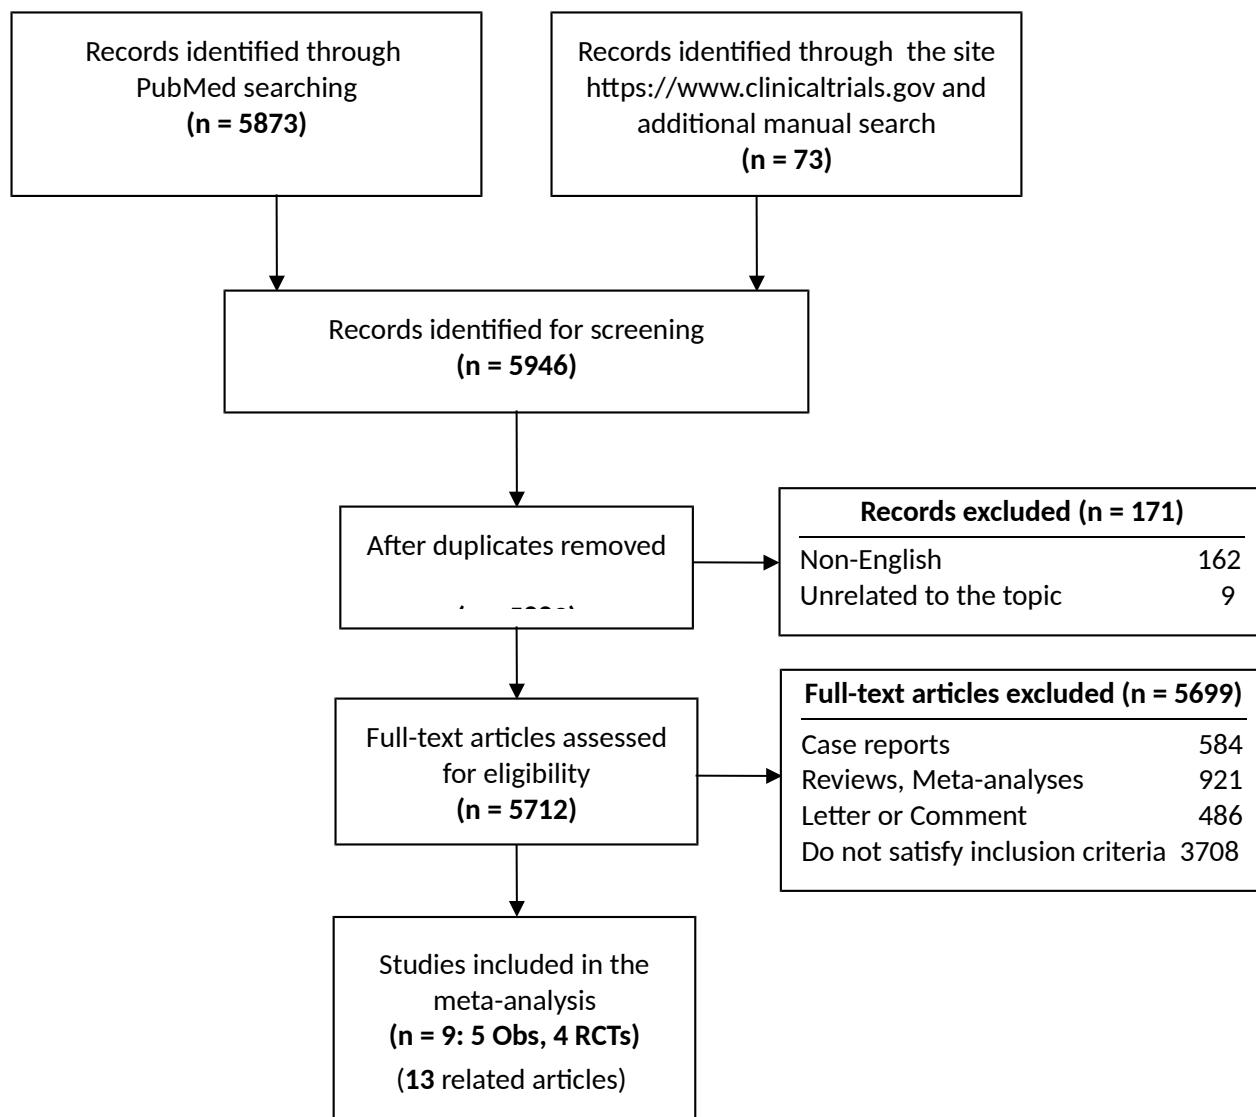 Records identified through
PubMed searching
(n = 5873)
Records identified through the site
https://www.clinicaltrials.gov and
additional manual search
(n = 73)
Records identified for screening
(n = 5946)
After duplicates removed
Records excluded (n = 171)
Non-English 162
Unrelated to the topic 9
Full-text articles assessed
for eligibility
(n = 5712)
Full-text articles excluded (n = 5699)
Case reports 584
Reviews, Meta-analyses 921
Letter or Comment 486
Do not satisfy inclusion criteria 3708
Studies included in the
meta-analysis
(n = 9: 5 Obs, 4 RCTs)
(13 related articles)